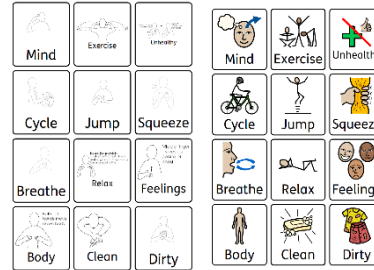 Mind Exercise Unhealthy
Cycle Jump Squeeze
Breathe Relax Feelings
Body Clean Dirty
Mind Exercise Unhealth
Cycle Jump Squeez
Breathe Relax Feeling
Body Clean Dirty